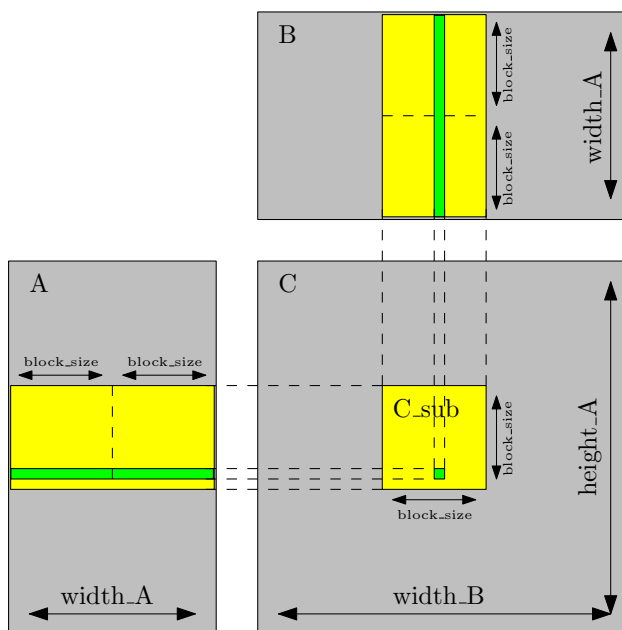 B
block_size
width_A
block_size
A
C
block_size
block_size
C_sub
block_size
height_A
block_size
width_A
width_B